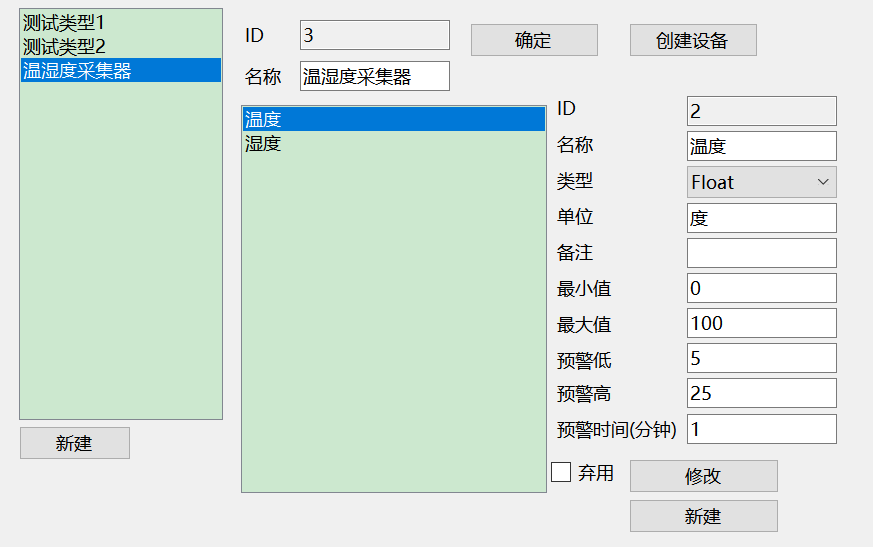 测试类型1
测试类型2
温湿度采集器
新建
ID
3
确定
创建设备
名称
温湿度采集器
温度
湿度
ID
2
名称
温度
类型
Float
单位
度
备注
最小值
0
最大值
100
预警低
5
预警高
25
预警时间(分钟)
1
弃用
修改
新建